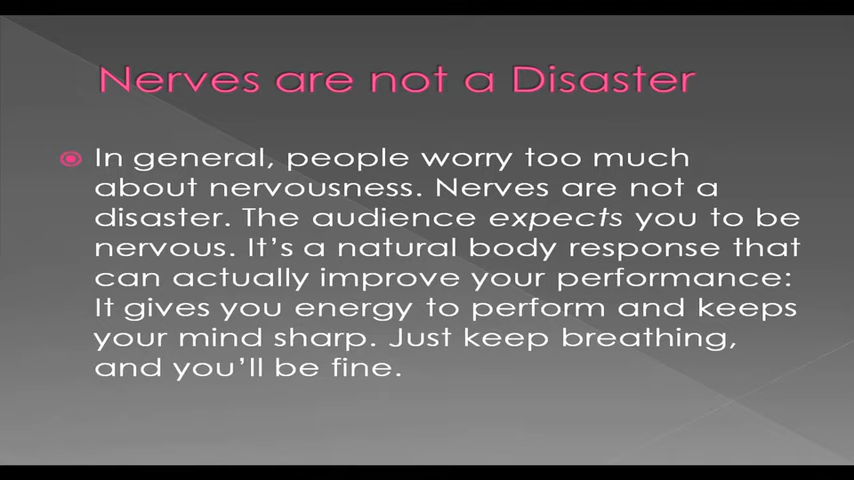 Nerves are not a Disaster
In general, people worry too much
about nervousness. Nerves are not a
disaster. The audience expects you to be
nervous. It’s a natural body response that
can actually improve your performance:
It gives you energy to perform and keeps
your mind sharp. Just keep breathing,
and you’ll be fine.